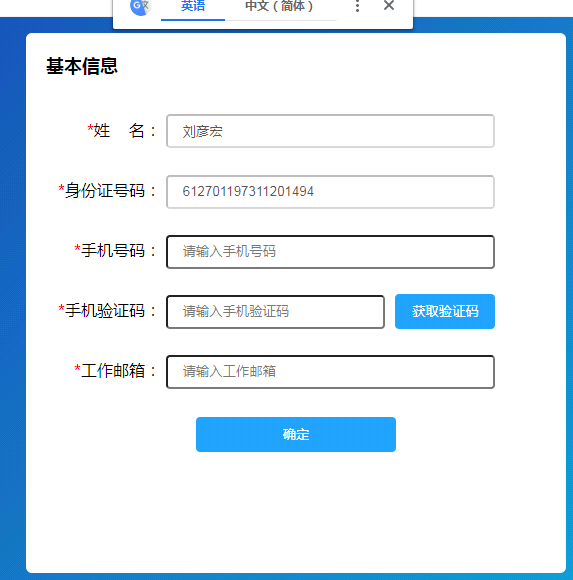 英语 中文（简体）
基本信息
*姓 名： 刘彦宏
*身份证号码： 612701197311201494
*手机号码： 请输入手机号码
*手机验证码： 请输入手机验证码 获取验证码
*工作邮箱： 请输入工作邮箱
确定